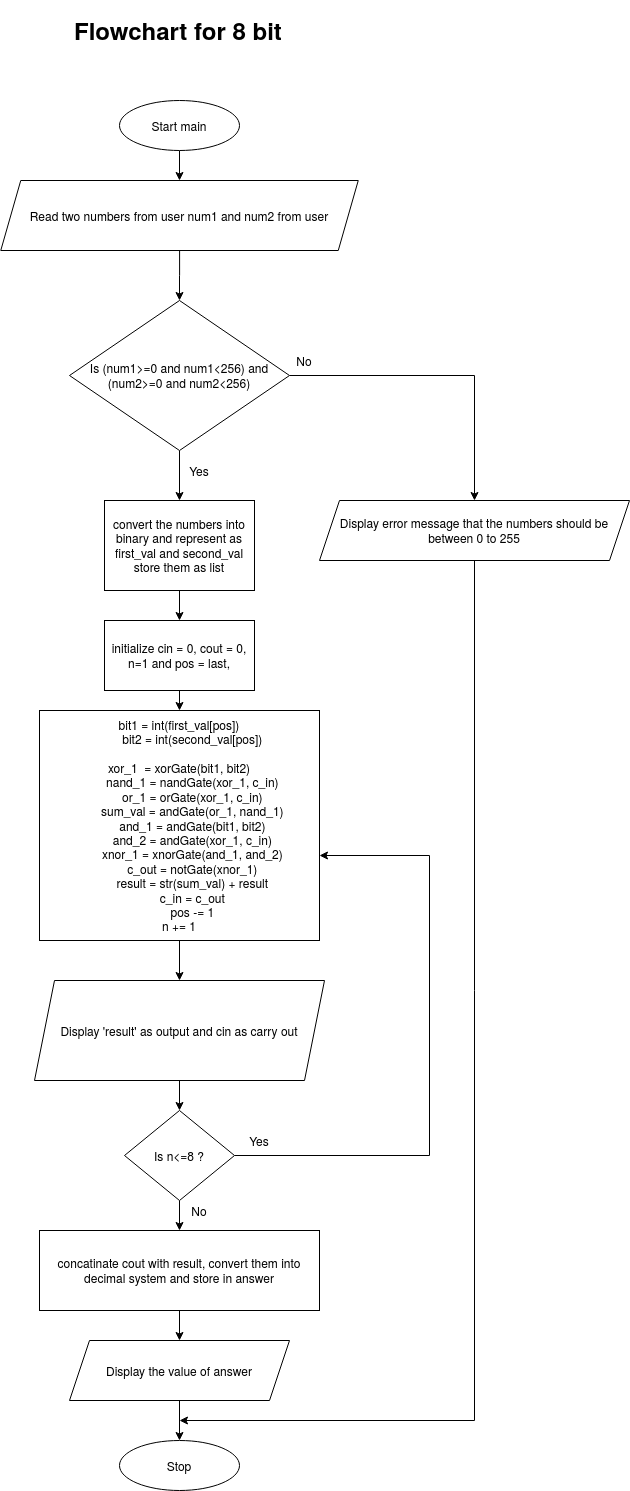 Flowchart for 8 bit
Start main
Read two numbers from user num1 and num2 from user
Is (num1>=0 and num1<256) and
(num2>=0 and num2<256)
No
Yes
convert the numbers into
binary and represent as
first_val and second_val
store them as list
Display error message that the numbers should be
between 0 to 255
initialize cin = 0, cout = 0,
n=1 and pos = last,
bit1 = int(first_val[pos])
bit2 = int(second_val[pos])
xor_1  = xorGate(bit1, bit2)
nand_1 = nandGate(xor_1, c_in)
or_1 = orGate(xor_1, c_in)
sum_val = andGate(or_1, nand_1)
and_1 = andGate(bit1, bit2)
and_2 = andGate(xor_1, c_in)
xnor_1 = xnorGate(and_1, and_2)
c_out = notGate(xnor_1)
result = str(sum_val) + result
c_in = c_out
pos -= 1
n += 1
Display 'result' as output and cin as carry out
Is n<=8 ?
Yes
No
concatinate cout with result, convert them into
decimal system and store in answer
Display the value of answer
Stop